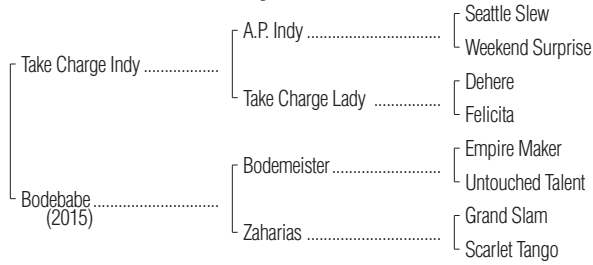 Seattle Slew
A.P. Indy ..............................
Weekend Surprise
Take Charge Indy .................
Dehere
Take Charge Lady ...............
Felicita
Empire Maker
Bodemeister.........................
Untouched Talent
Bodebabe.............................
(2015)
Grand Slam
Zaharias ..............................
Scarlet Tango